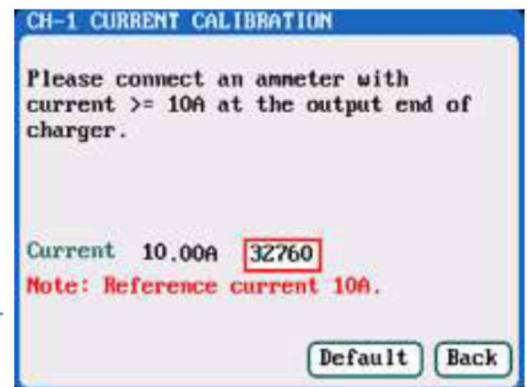 CH-1 CURRENT CALIBRATION
Please connect an ammeter with
current >= 10A at the output end of
charger.
Current 10.00A 32760
Note: Reference current 10A.
Default Back